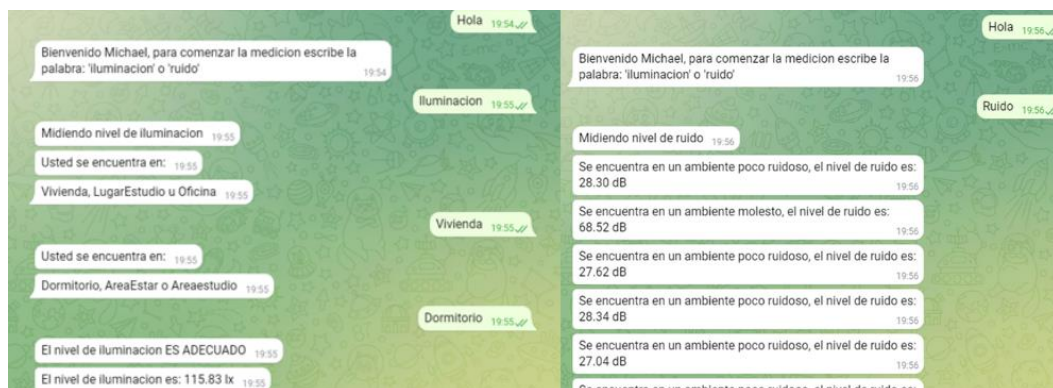 Hola 19:54
Bienvenido Michael, para comenzar la medicion escribe la
palabra: 'iluminacion' o 'ruido' 19:54
Iluminacion 19:55
Midiendo nivel de iluminacion 19:55
Usted se encuentra en: 19:55
Vivienda, LugarEstudio u Oficina 19:55
Vivienda 19:55
Usted se encuentra en: 19:55
Dormitorio, AreaEstar o Areaestudio 19:55
Dormitorio 19:55
El nivel de iluminacion ES ADECUADO 19:55
El nivel de iluminacion es: 115.83 lx 19:55
Hola 19:56
Bienvenido Michael, para comenzar la medicion escribe la
palabra: 'iluminacion' o 'ruido' 19:56
Ruido 19:56
Midiendo nivel de ruido 19:56
Se encuentra en un ambiente poco ruidoso, el nivel de ruido es:
28.30 dB 19:56
Se encuentra en un ambiente molesto, el nivel de ruido es:
68.52 dB 19:56
Se encuentra en un ambiente poco ruidoso, el nivel de ruido es:
27.62 dB 19:56
Se encuentra en un ambiente poco ruidoso, el nivel de ruido es:
28.34 dB 19:56
Se encuentra en un ambiente poco ruidoso, el nivel de ruido es:
27.04 dB 19:56